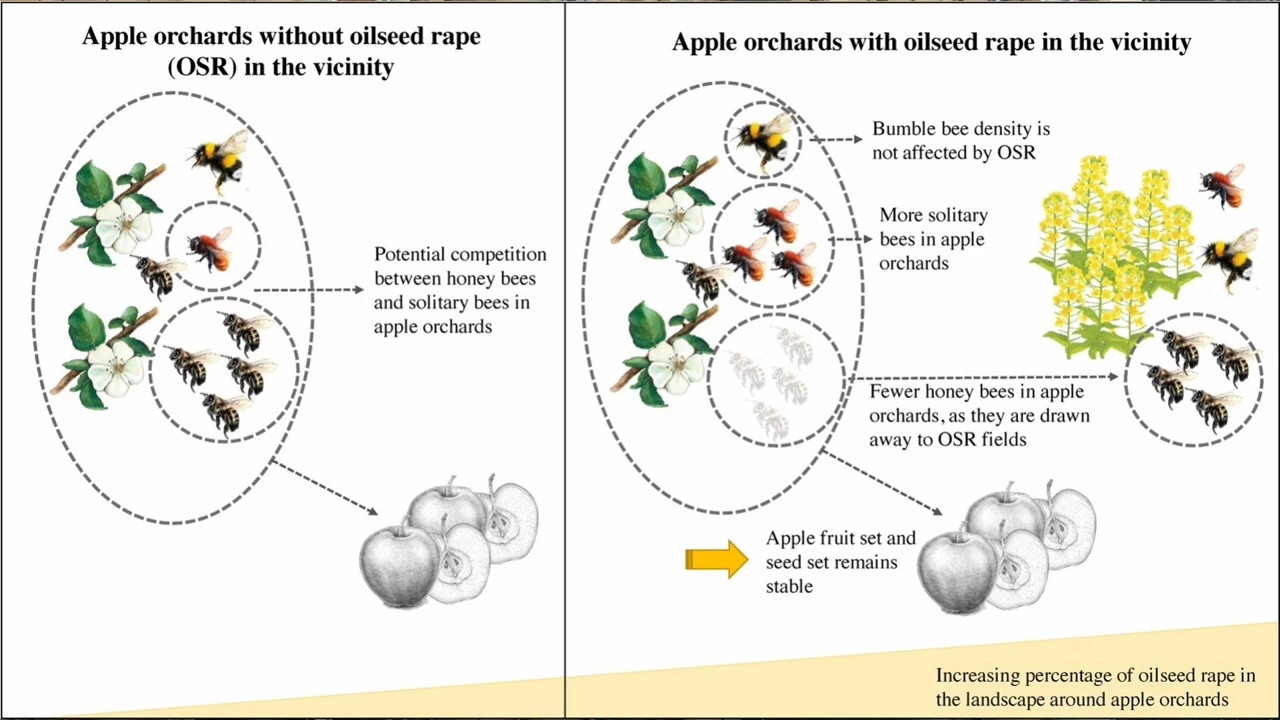 Apple orchards without oilseed rape
(OSR) in the vicinity
Potential competition
between honey bees
and solitary bees in
apple orchards
Apple orchards with oilseed rape in the vicinity
Bumble bee density is
not affected by OSR
More solitary
bees in apple
orchards
Fewer honey bees in apple
orchards, as they are drawn
away to OSR fields
Apple fruit set and
seed set remains
stable
Increasing percentage of oilseed rape in
the landscape around apple orchards